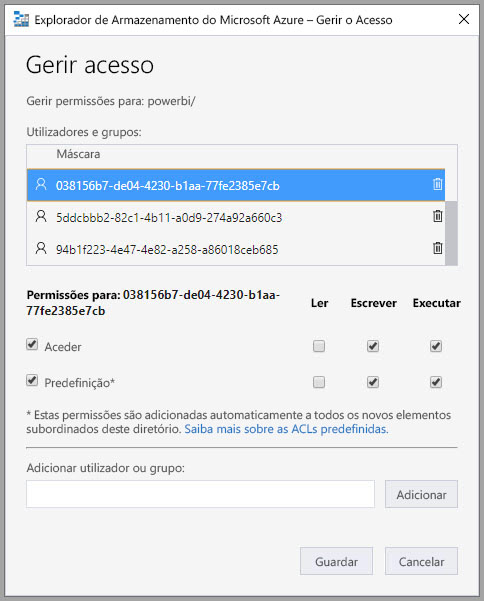 Explorador de Armazenamento do Microsoft Azure – Gerir o Acesso
Gerir acesso
Gerir permissões para: powerbi/
Utilizadores e grupos:
Máscara
038156b7-de04-4230-b1aa-77fe2385e7cb
5ddcbbb2-82c1-4b11-a0d9-274a92a660c3
94b1f223-4e47-4e82-a258-a86018ceb685
Permissões para: 038156b7-de04-4230-b1aa-
77fe2385e7cb
Ler Escrever Executar
Aceder
Predefinição*
* Estas permissões são adicionadas automaticamente a todos os novos elementos
subordinados deste diretório. Saiba mais sobre as ACLs predefinidas.
Adicionar utilizador ou grupo:
Adicionar
Guardar Cancelar